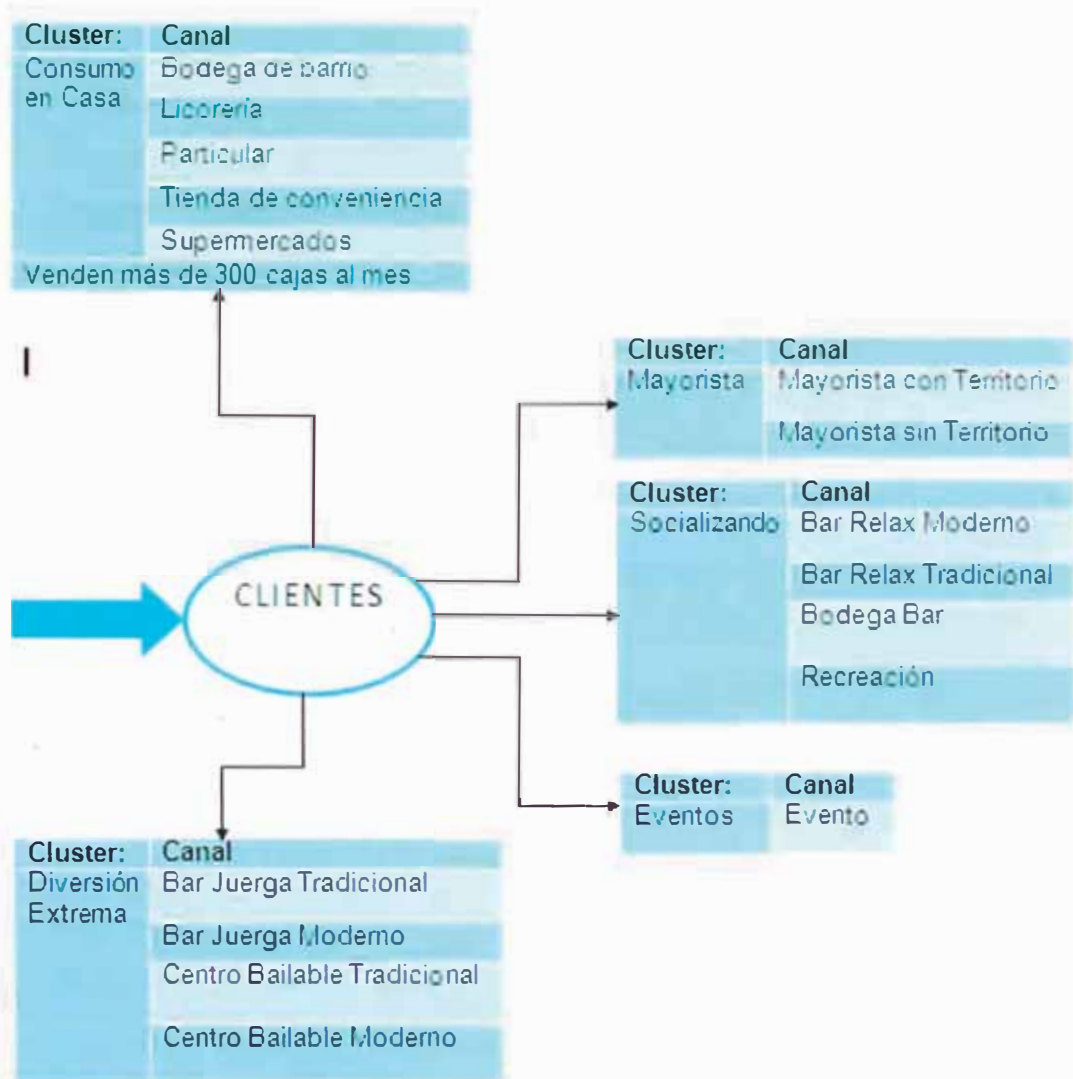 Cluster: Canal
Consumo en Casa
Bodega de barrio
Licorería
Particular
Tienda de conveniencia
Supermercados
Venden más de 300 cajas al mes
Cluster: Canal
Mayorista
Mayorista con Territorio
Mayorista sin Territorio
Cluster: Canal
Socializando
Bar Relax Moderno
Bar Relax Tradicional
Bodega Bar
Recreación
CLIENTES
Cluster: Canal
Eventos
Evento
Cluster: Canal
Diversión Extrema
Bar Juerga Tradicional
Bar Juerga Moderno
Centro Bailable Tradicional
Centro Bailable Moderno